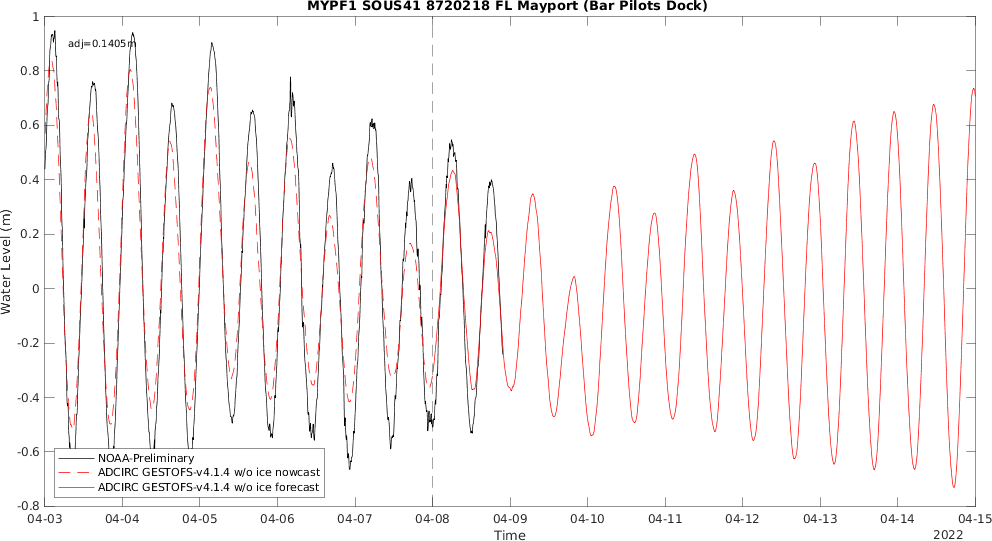 MYPF1 SOUS41 8720218 FL Mayport (Bar Pilots Dock)
adj=0.1405m
Water Level (m)
1
0.8
0.6
0.4
0.2
0
-0.2
-0.4
-0.6
-0.8
NOAA-Preliminary
ADCIRC GESTOFS-v4.1.4 w/o ice nowcast
ADCIRC GESTOFS-v4.1.4 w/o ice forecast
04-03 04-04 04-05 04-06 04-07 04-08 04-09 04-10 04-11 04-12 04-13 04-14 04-15
Time
2022